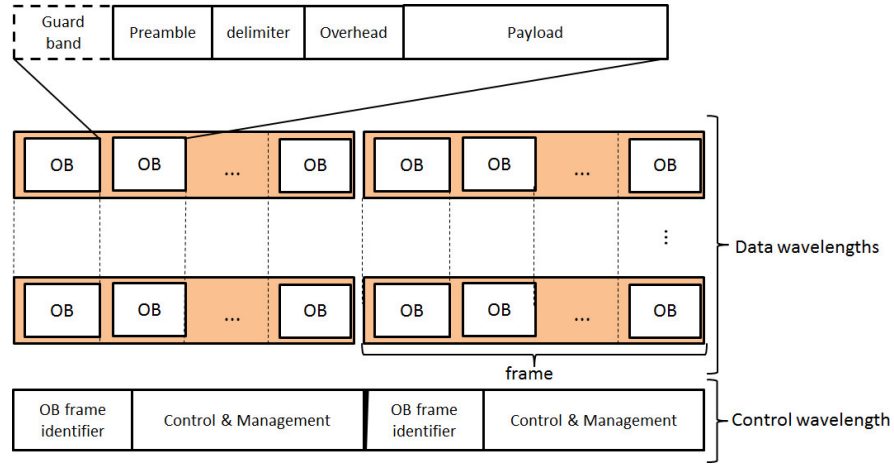 Guard band
Preamble
delimiter
Overhead
Payload
OB OB ... OB OB OB ... OB
⋮
Data wavelengths
OB OB ... OB OB OB ... OB
frame
OB frame identifier
Control & Management
OB frame identifier
Control & Management
Control wavelength